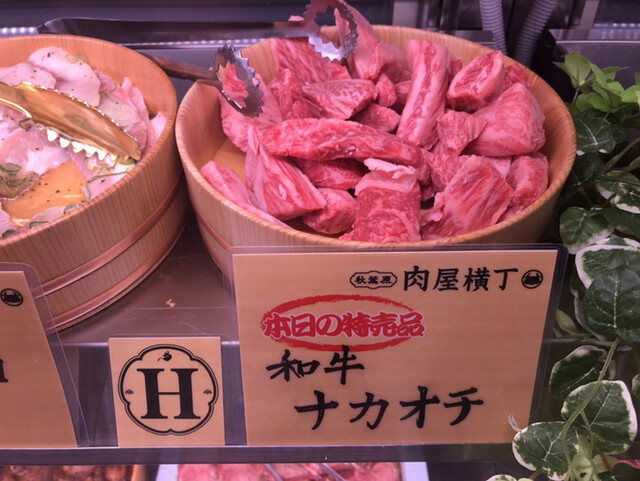 秋葉原 肉屋横丁
本日の特売品
和牛
ナカオチ
H